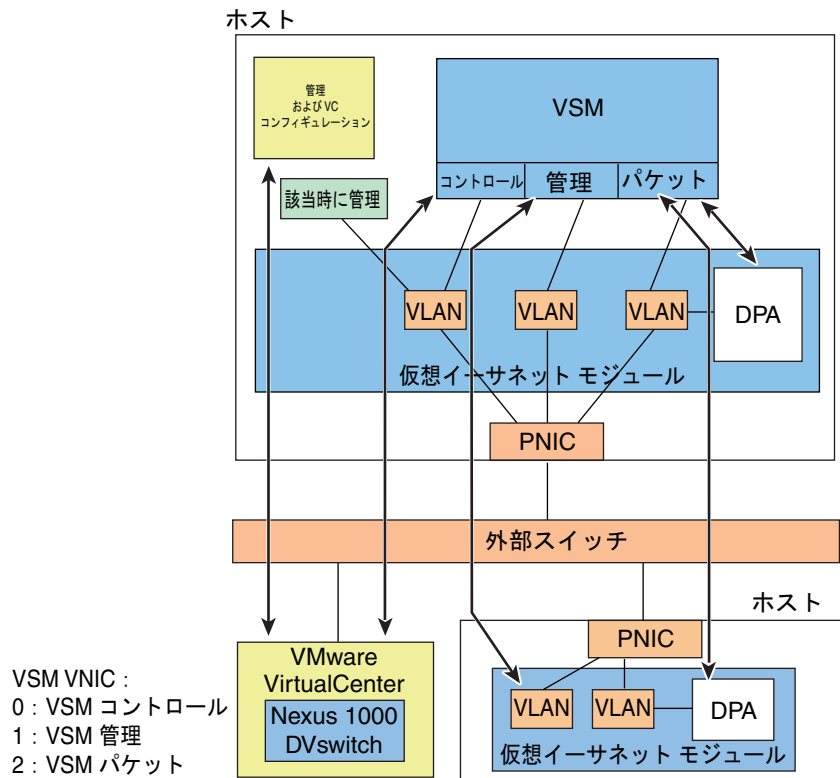 ホスト
管理
および VC
コンフィギュレーション
VSM
コントロール
管理
パケット
該当時に管理
VLAN
VLAN
VLAN
DPA
仮想イーサネット モジュール
PNIC
外部スイッチ
ホスト
PNIC
VMware
VirtualCenter
Nexus 1000
DVswitch
VLAN
VLAN
DPA
仮想イーサネット モジュール
VSM VNIC：
0：VSM コントロール
1：VSM 管理
2：VSM パケット